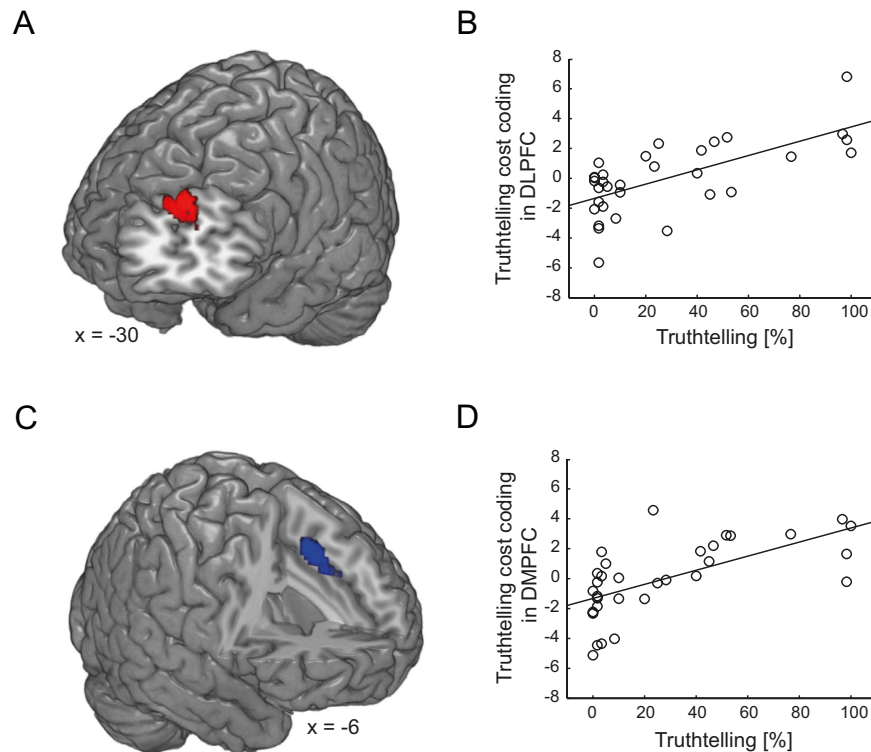 A
x = -30
B
Truthtelling cost coding
in DLPFC
8
6
4
2
0
-2
-4
-6
-8
0 20 40 60 80 100
Truthtelling [%]
C
x = -6
D
Truthtelling cost coding
in DMPFC
8
6
4
2
0
-2
-4
-6
-8
0 20 40 60 80 100
Truthtelling [%]